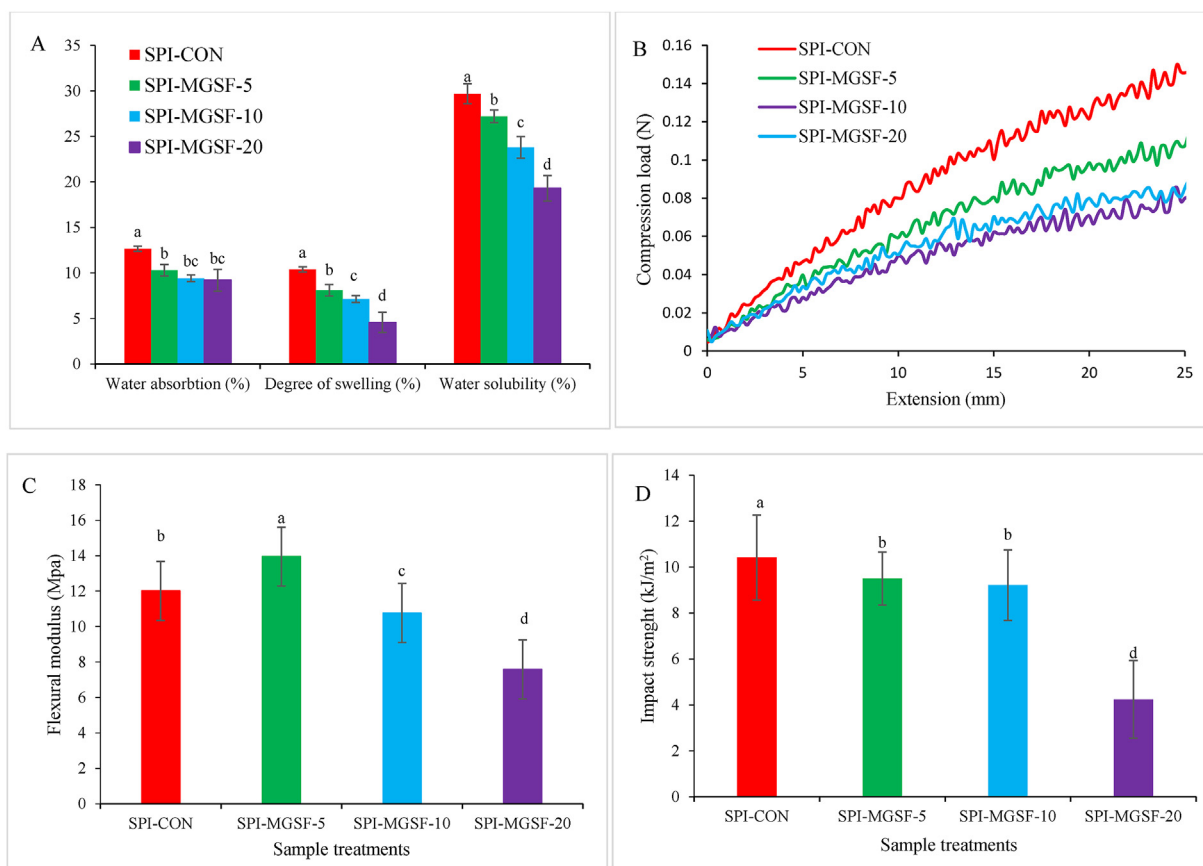 A
SPI-CON
SPI-MGSF-5
SPI-MGSF-10
SPI-MGSF-20
35
30
25
20
15
10
5
0
a
b
bc
bc
a
b
c
d
a
b
c
d
Water absorbtion (%) Degree of swelling (%) Water solubility (%)
B
SPI-CON
SPI-MGSF-5
SPI-MGSF-10
SPI-MGSF-20
Compression load (N)
0.16
0.14
0.12
0.1
0.08
0.06
0.04
0.02
0
0 5 10 15 20 25
Extension (mm)
C
Flexural modulus (Mpa)
18
16
14
12
10
8
6
4
2
0
b
a
c
d
SPI-CON SPI-MGSF-5 SPI-MGSF-10 SPI-MGSF-20
Sample treatments
D
Impact strenght (kJ/m²)
14
12
10
8
6
4
2
0
a
b
b
d
SPI-CON SPI-MGSF-5 SPI-MGSF-10 SPI-MGSF-20
Sample treatments